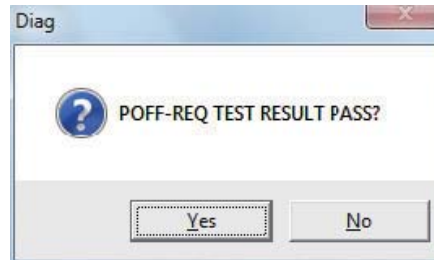 Diag
POFF-REQ TEST RESULT PASS?
Yes
No